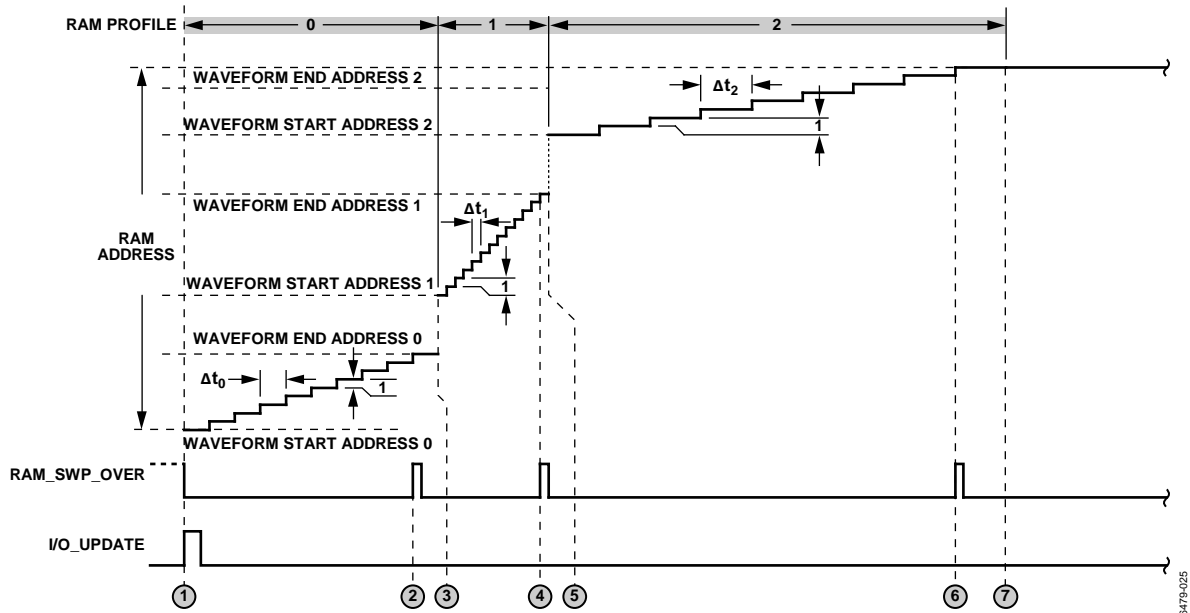 RAM PROFILE 0 1 2
WAVEFORM END ADDRESS 2
Δt2
WAVEFORM START ADDRESS 2
1
WAVEFORM END ADDRESS 1
Δt1
RAM
ADDRESS
WAVEFORM START ADDRESS 1
1
WAVEFORM END ADDRESS 0
Δt0
1
WAVEFORM START ADDRESS 0
RAM_SWP_OVER
I/O_UPDATE
1 2 3 4 5 6 7